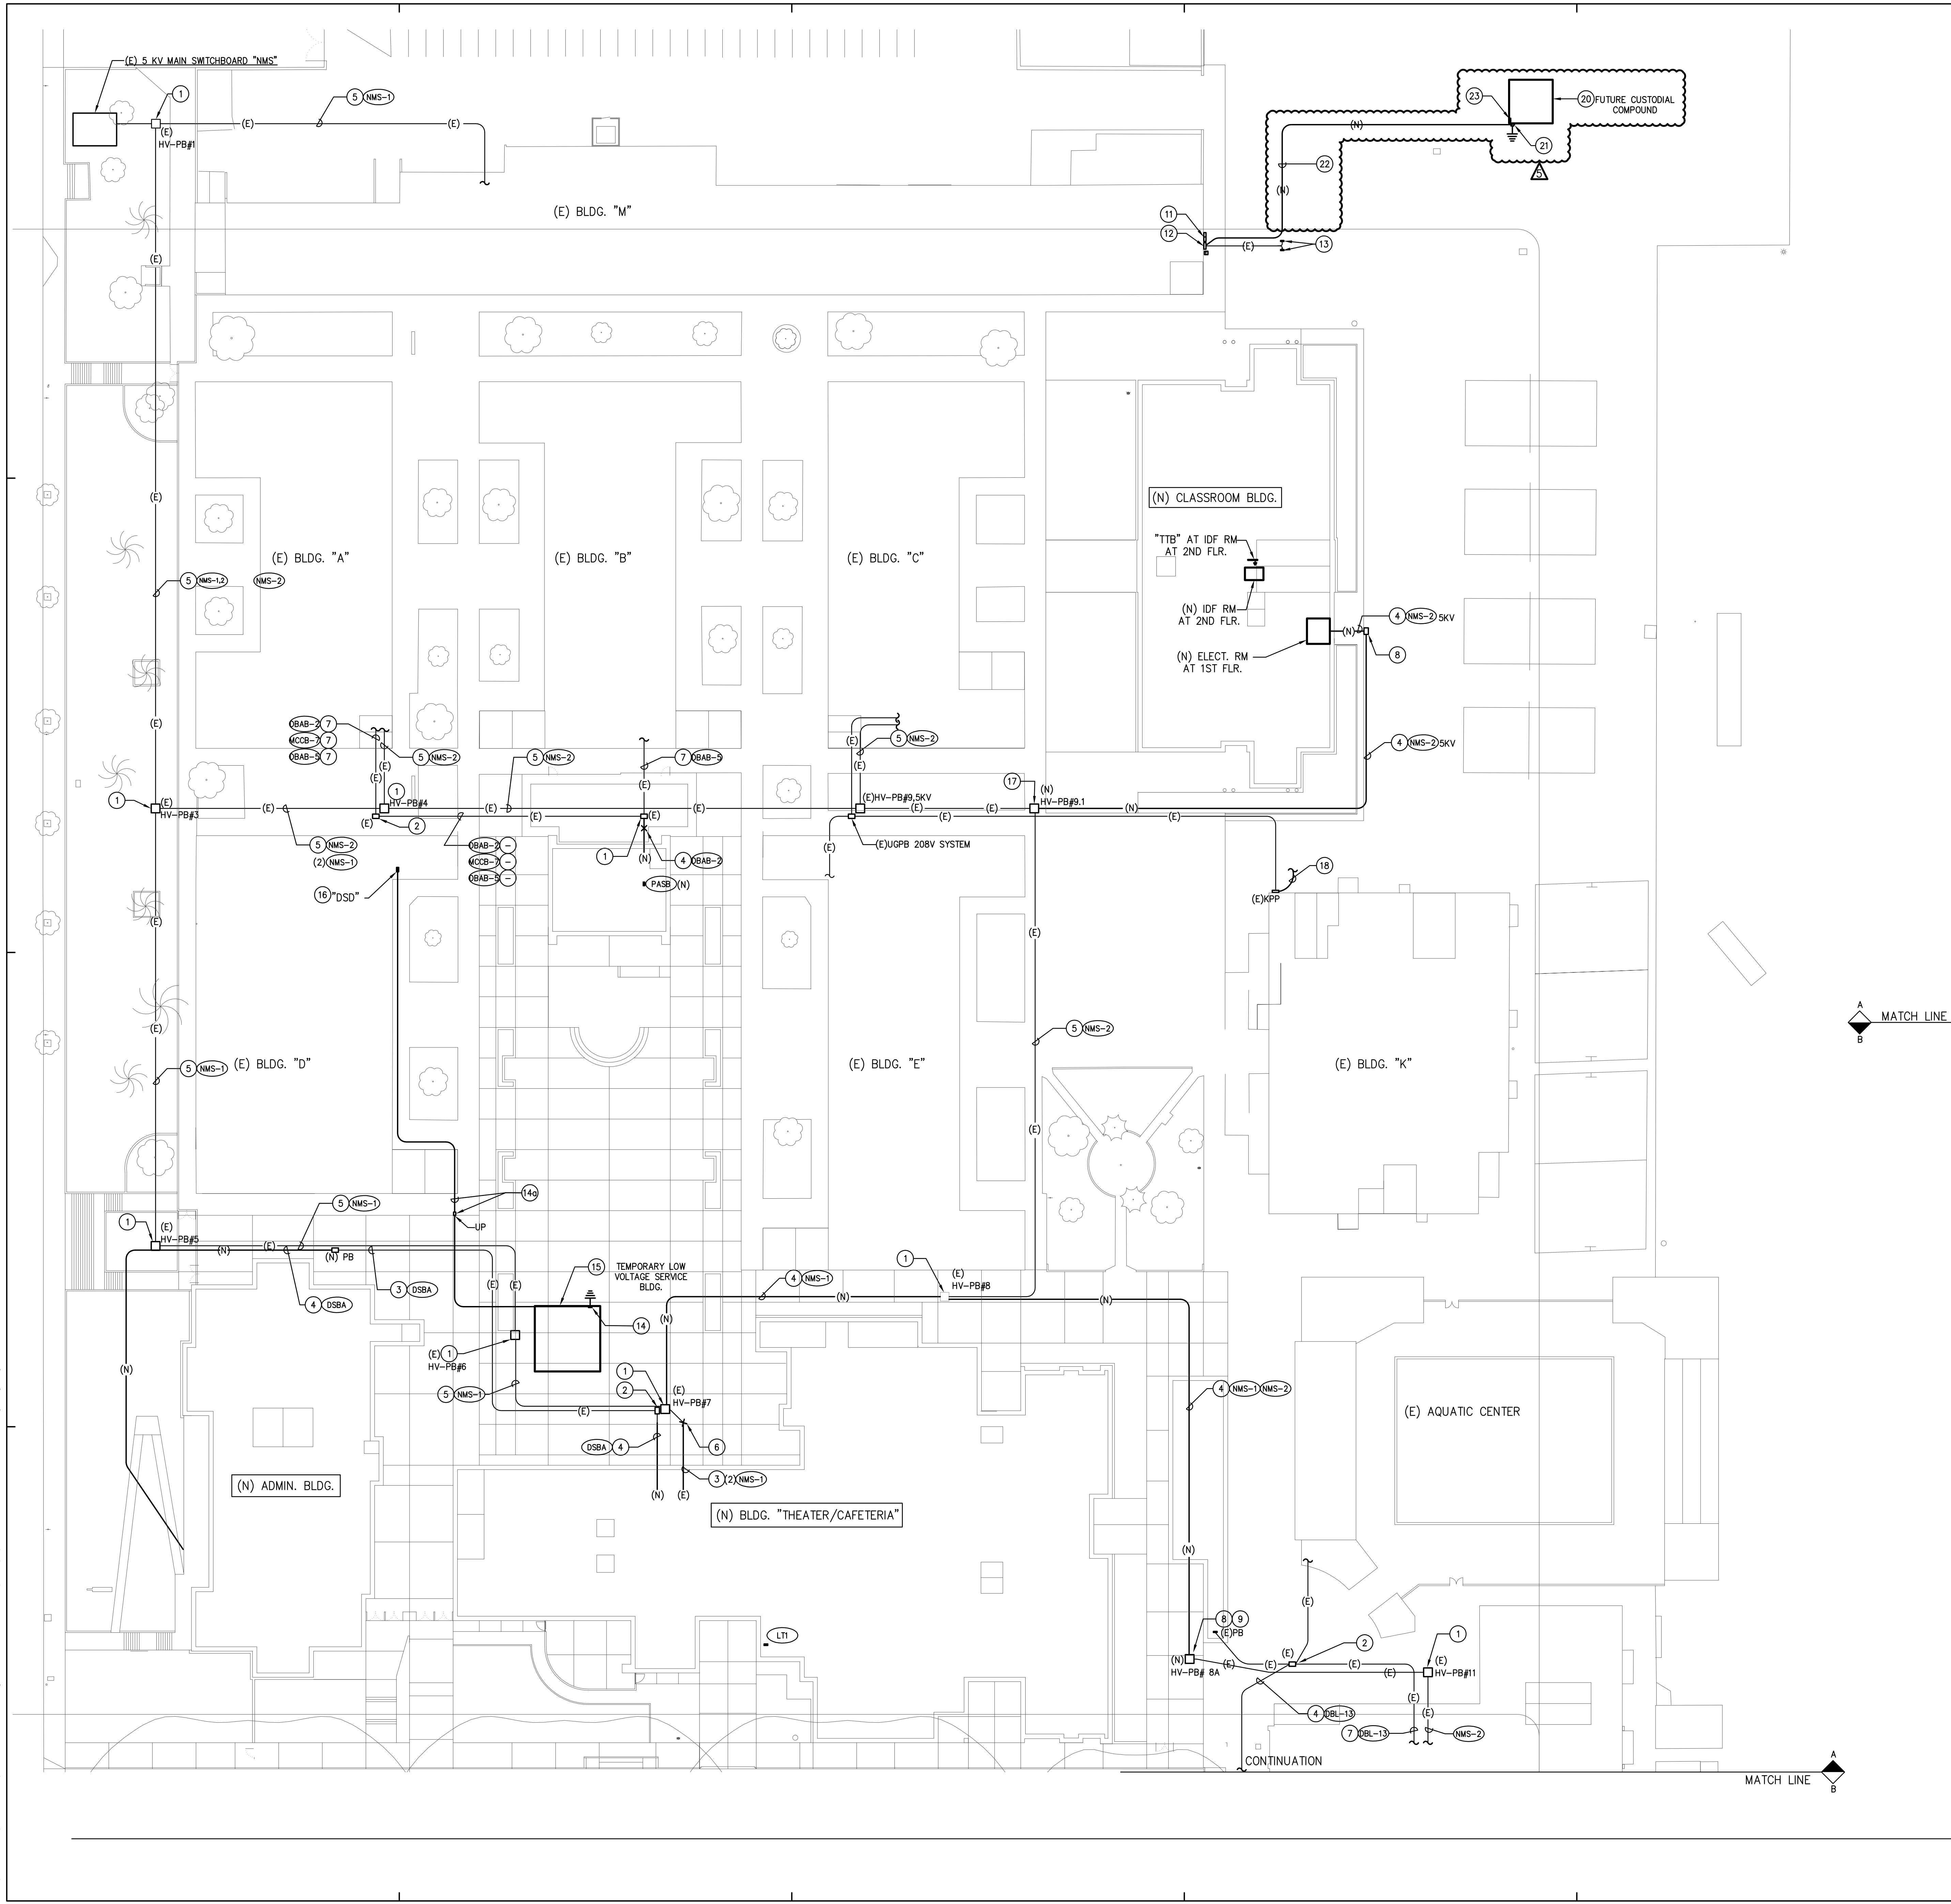 (E) 5 KV MAIN SWITCHBOARD "NMS"
1
5 NMS-1
(E)
(E)
(E)
HV-PB#1
23
20 FUTURE CUSTODIAL
COMPOUND
(N)
21
22
5
(N)
(E) BLDG. "M"
11
12
(E)
13
(E)
(E)
(N) CLASSROOM BLDG.
"TTB" AT IDF RM
AT 2ND FLR.
(E) BLDG. "A"
(E) BLDG. "B"
(E) BLDG. "C"
5 NMS-1,2
NMS-2
(N) IDF RM
AT 2ND FLR.
4 NMS-2 5KV
(N)
8
(N) ELECT. RM
AT 1ST FLR.
(E)
DBAB-2 7
MCCB-7 7
DBAB-5 7
5 NMS-2
5 NMS-2
7 DBAB-5
(E)
5 NMS-2
4 NMS-2 5KV
(E)
(E)
(E)
(E)
17
1
1
(E)
HV-PB#3
(E)
HV-PB#4
(E)
(E)
(E)HV-PB#9,5KV
(E)
(E)
(N)
HV-PB#9.1
(N)
(E)
2
(E)
(E)
(E)
(E)
5 NMS-2
(2) NMS-1
DBAB-2 -
MCCB-7 -
DBAB-5 -
1
(N)
4 DBAB-2
(E)
(E)UGPB 208V SYSTEM
18
16 "DSD"
PASB (N)
(E)KPP
(E)
(E)
A
MATCH LINE
B
(E)
5 NMS-2
5 NMS-1
(E) BLDG. "D"
(E) BLDG. "E"
(E) BLDG. "K"
(E)
14a
5 NMS-1
1
(E)
HV-PB#5
UP
(N)
(E)
(N) PB
1
(E)
HV-PB#8
15
TEMPORARY LOW
VOLTAGE SERVICE
BLDG.
4 NMS-1
(E)
(E)
3 DSBA
4 DSBA
(N)
(N)
(N)
14
(E) 1
HV-PB#6
(N)
1
2
(E)
HV-PB#7
5 NMS-1
(E)
4 NMS-1 NMS-2
(E) AQUATIC CENTER
DSBA 4
6
3 (2) NMS-1
(N) ADMIN. BLDG.
(N)
(E)
(N) BLDG. "THEATER/CAFETERIA"
(N)
(E)
LT1
8 9
(E)PB
2
1
(N)
HV-PB# 8A
(E)
(E)
(E)
(E)
(E)
(E)
HV-PB#11
(E)
(E)
4 DBL-13
7 DBL-13
NMS-2
CONTINUATION
A
MATCH LINE
B